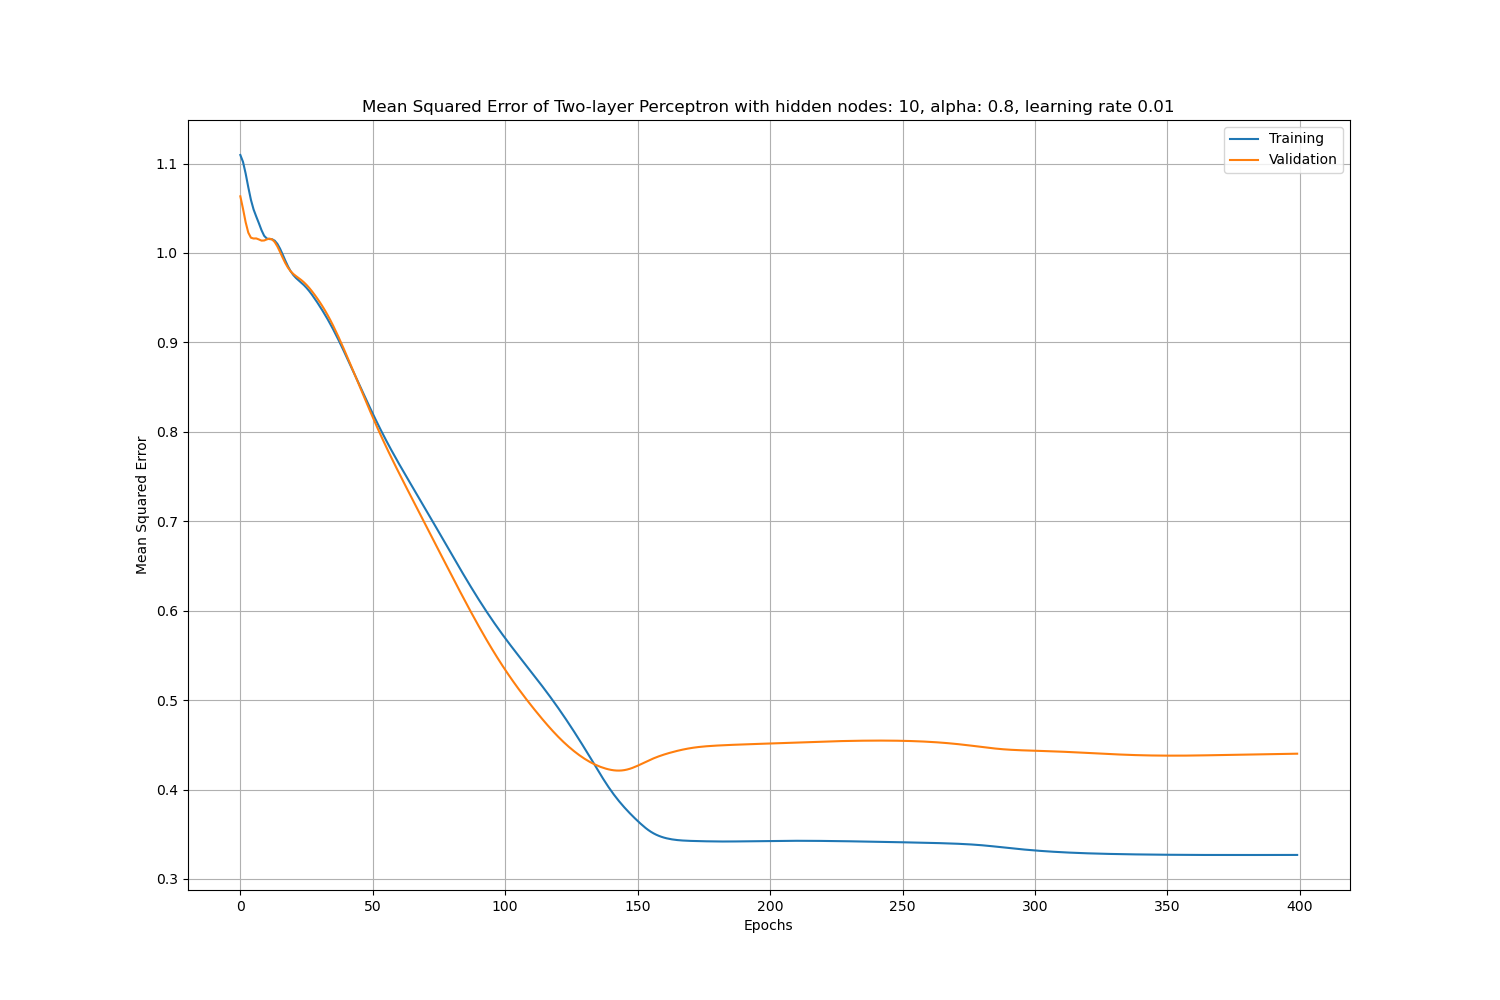 Mean Squared Error of Two-layer Perceptron with hidden nodes: 10, alpha: 0.8, learning rate 0.01
Training
Validation
1.1
1.0
0.9
0.8
0.7
0.6
0.5
0.4
0.3
Mean Squared Error
0 50 100 150 200 250 300 350 400
Epochs